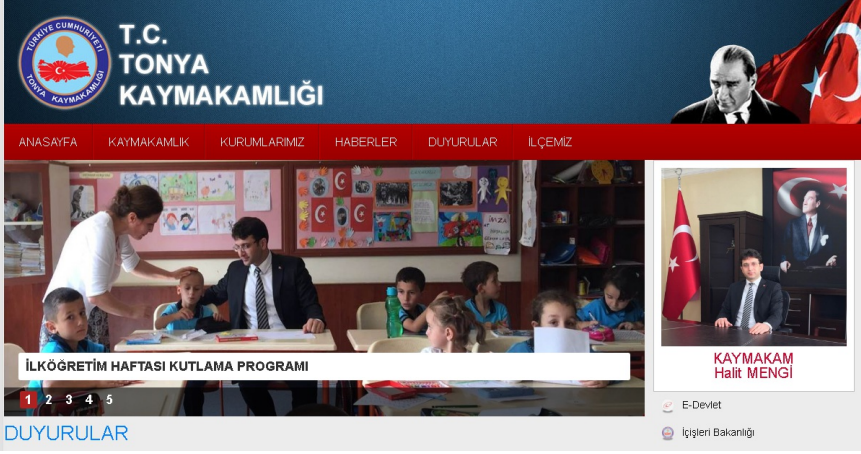 TÜRKİYE CUMHURİYETİ
TONYA KAYMAKAMLIĞI
T.C.
TONYA
KAYMAKAMLIĞI
ANASAYFA KAYMAKAMLIK KURUMLARIMIZ HABERLER DUYURULAR İLÇEMİZ
İLKÖĞRETİM HAFTASI KUTLAMA PROGRAMI
1 2 3 4 5
KAYMAKAM
Halit MENGİ
E-Devlet
İçişleri Bakanlığı
DUYURULAR